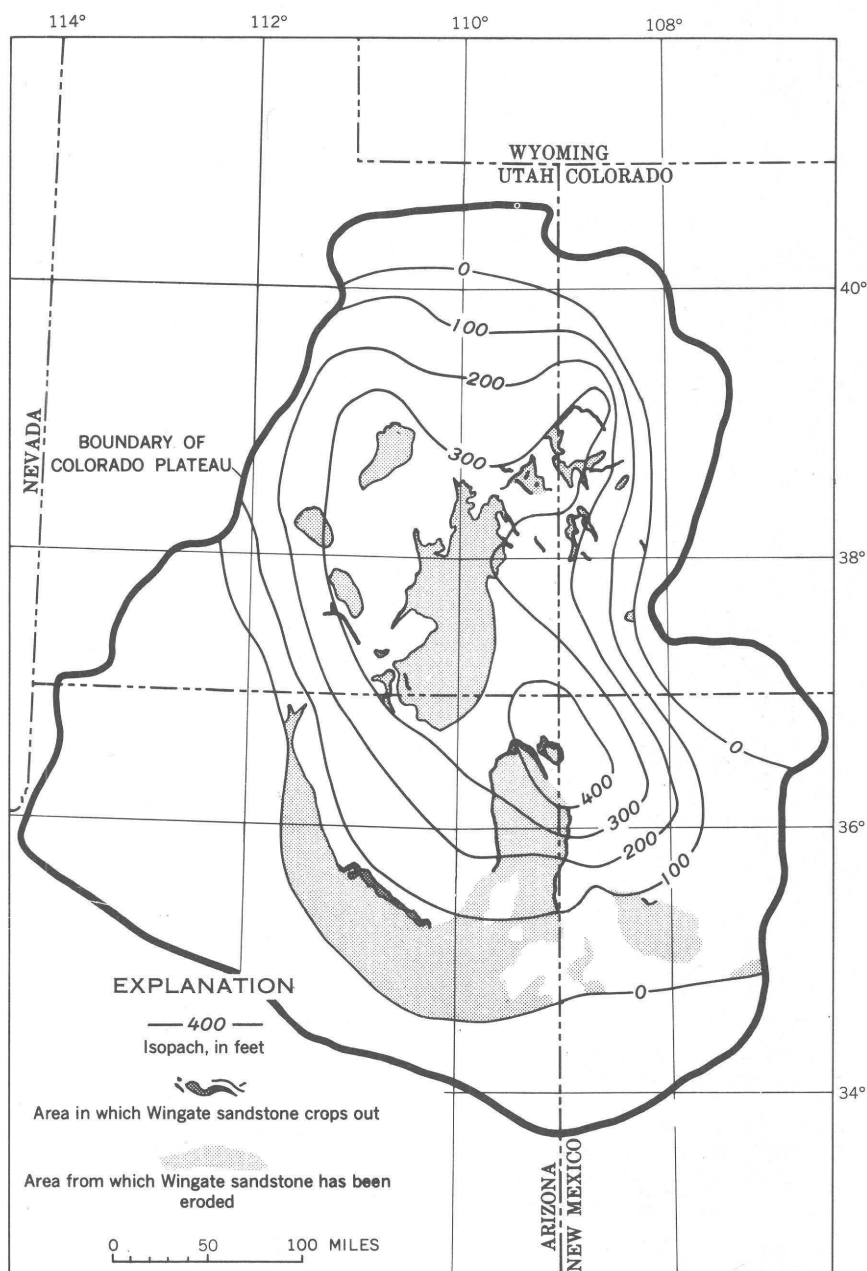 114°
112°
110°
108°
WYOMING
UTAH
COLORADO
0
40°
100
200
NEVADA
BOUNDARY OF
COLORADO PLATEAU
300
38°
0
400
36°
300
200
100
EXPLANATION
0
400
Isopach, in feet
Area in which Wingate sandstone crops out
34°
Area from which Wingate sandstone has been
eroded
ARIZONA
NEW MEXICO
0 50 100 MILES